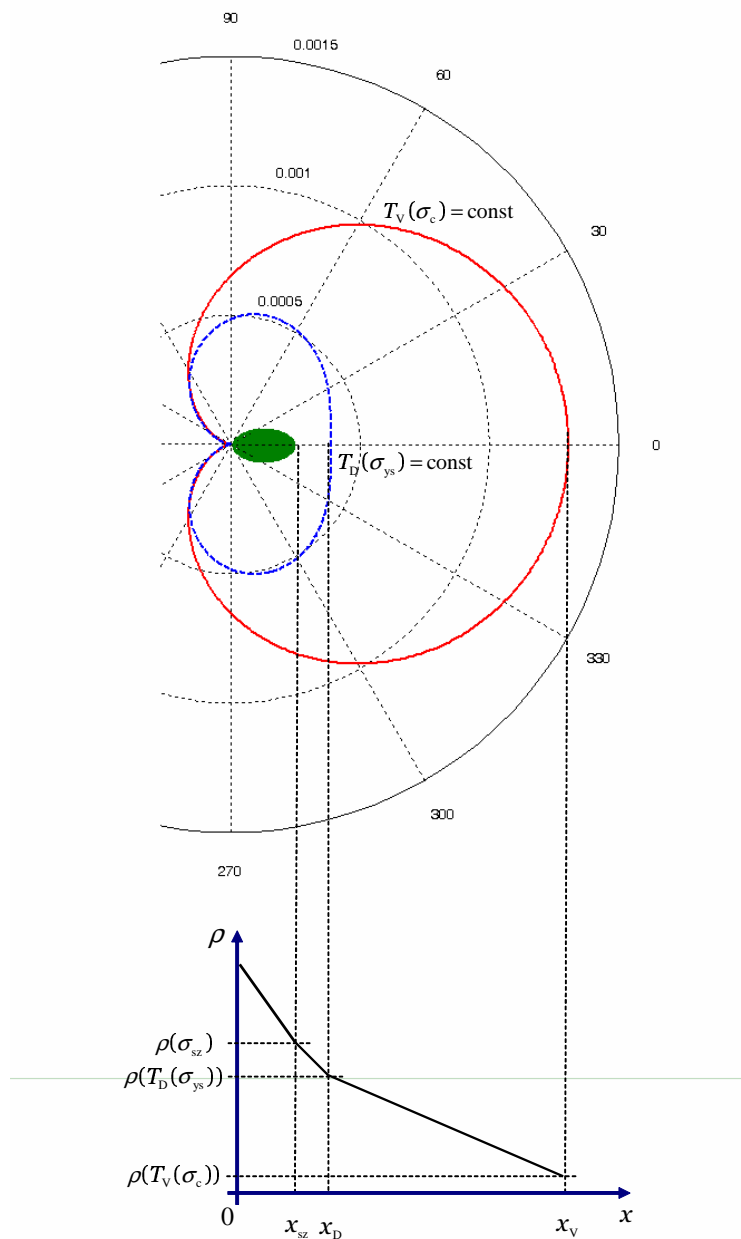 90
0.0015
60
0.001
T_V(σ_c) = const
30
0.0005
0
T_D(σ_ys) = const
330
300
270
ρ
ρ(σ_sz)
ρ(T_D(σ_ys))
ρ(T_V(σ_c))
0
x_sz x_D x_V x